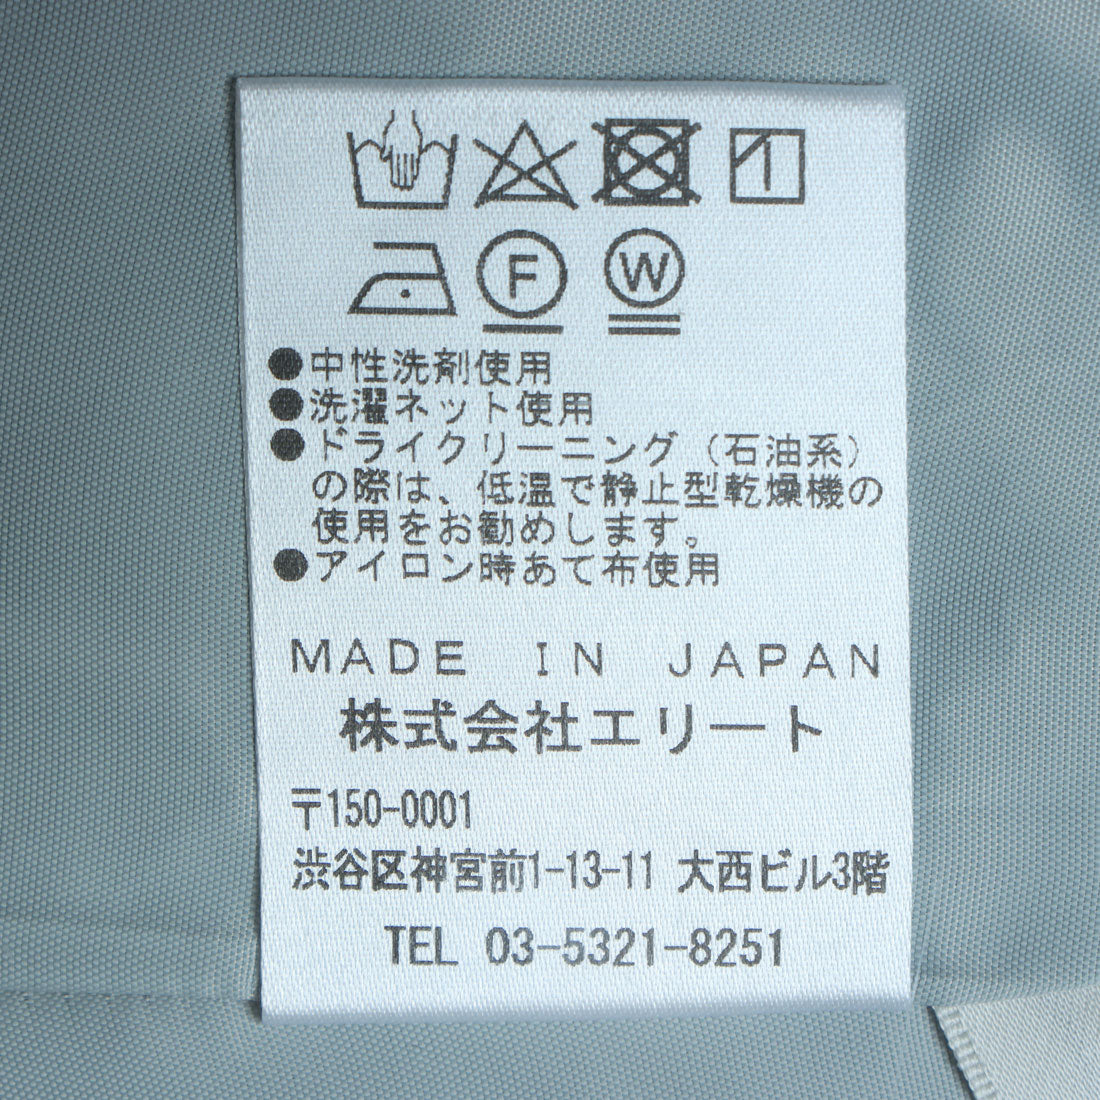 F W
●中性洗剤使用
●洗濯ネット使用
●ドライクリーニング（石油系）
の際は、低温で静止型乾燥機の
使用をお勧めします。
●アイロン時あて布使用
MADE IN JAPAN
株式会社エリート
〒150-0001
渋谷区神宮前1-13-11 大西ビル3階
TEL 03-5321-8251